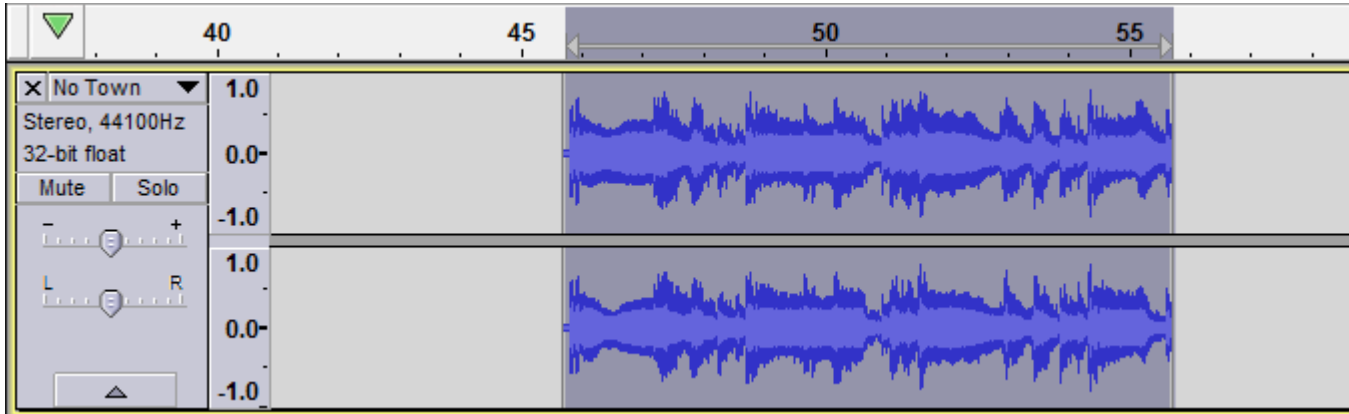 40 45 50 55
X No Town
Stereo, 44100Hz
32-bit float
Mute Solo
- +
L R
1.0
0.0-
-1.0
1.0
0.0-
-1.0